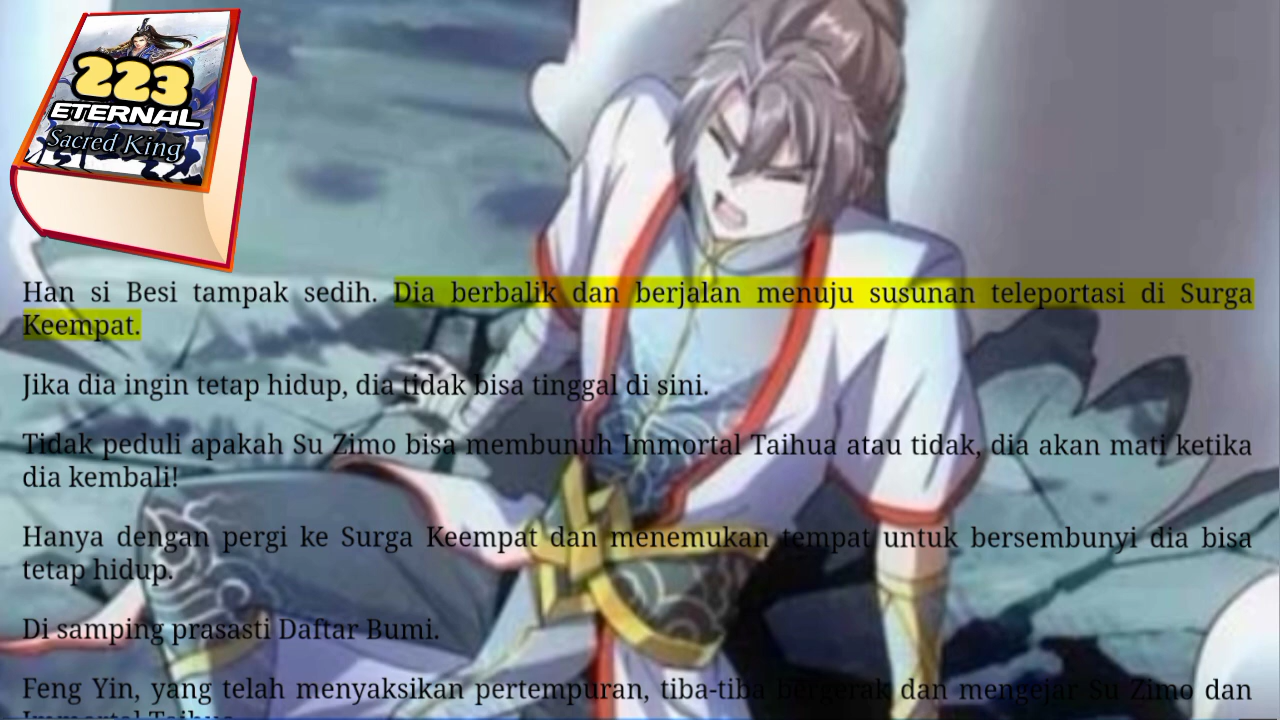 223
ETERNAL
Sacred King
Han si Besi tampak sedih. Dia berbalik dan berjalan menuju susunan teleportasi di Surga
Keempat.
Jika dia ingin tetap hidup, dia tidak bisa tinggal di sini.
Tidak peduli apakah Su Zimo bisa membunuh Immortal Taihua atau tidak, dia akan mati ketika
dia kembali!
Hanya dengan pergi ke Surga Keempat dan menemukan tempat untuk bersembunyi dia bisa
tetap hidup.
Di samping prasasti Daftar Bumi.
Feng Yin, yang telah menyaksikan pertempuran, tiba-tiba bergerak dan mengejar Su Zimo dan
Immortal Taihua